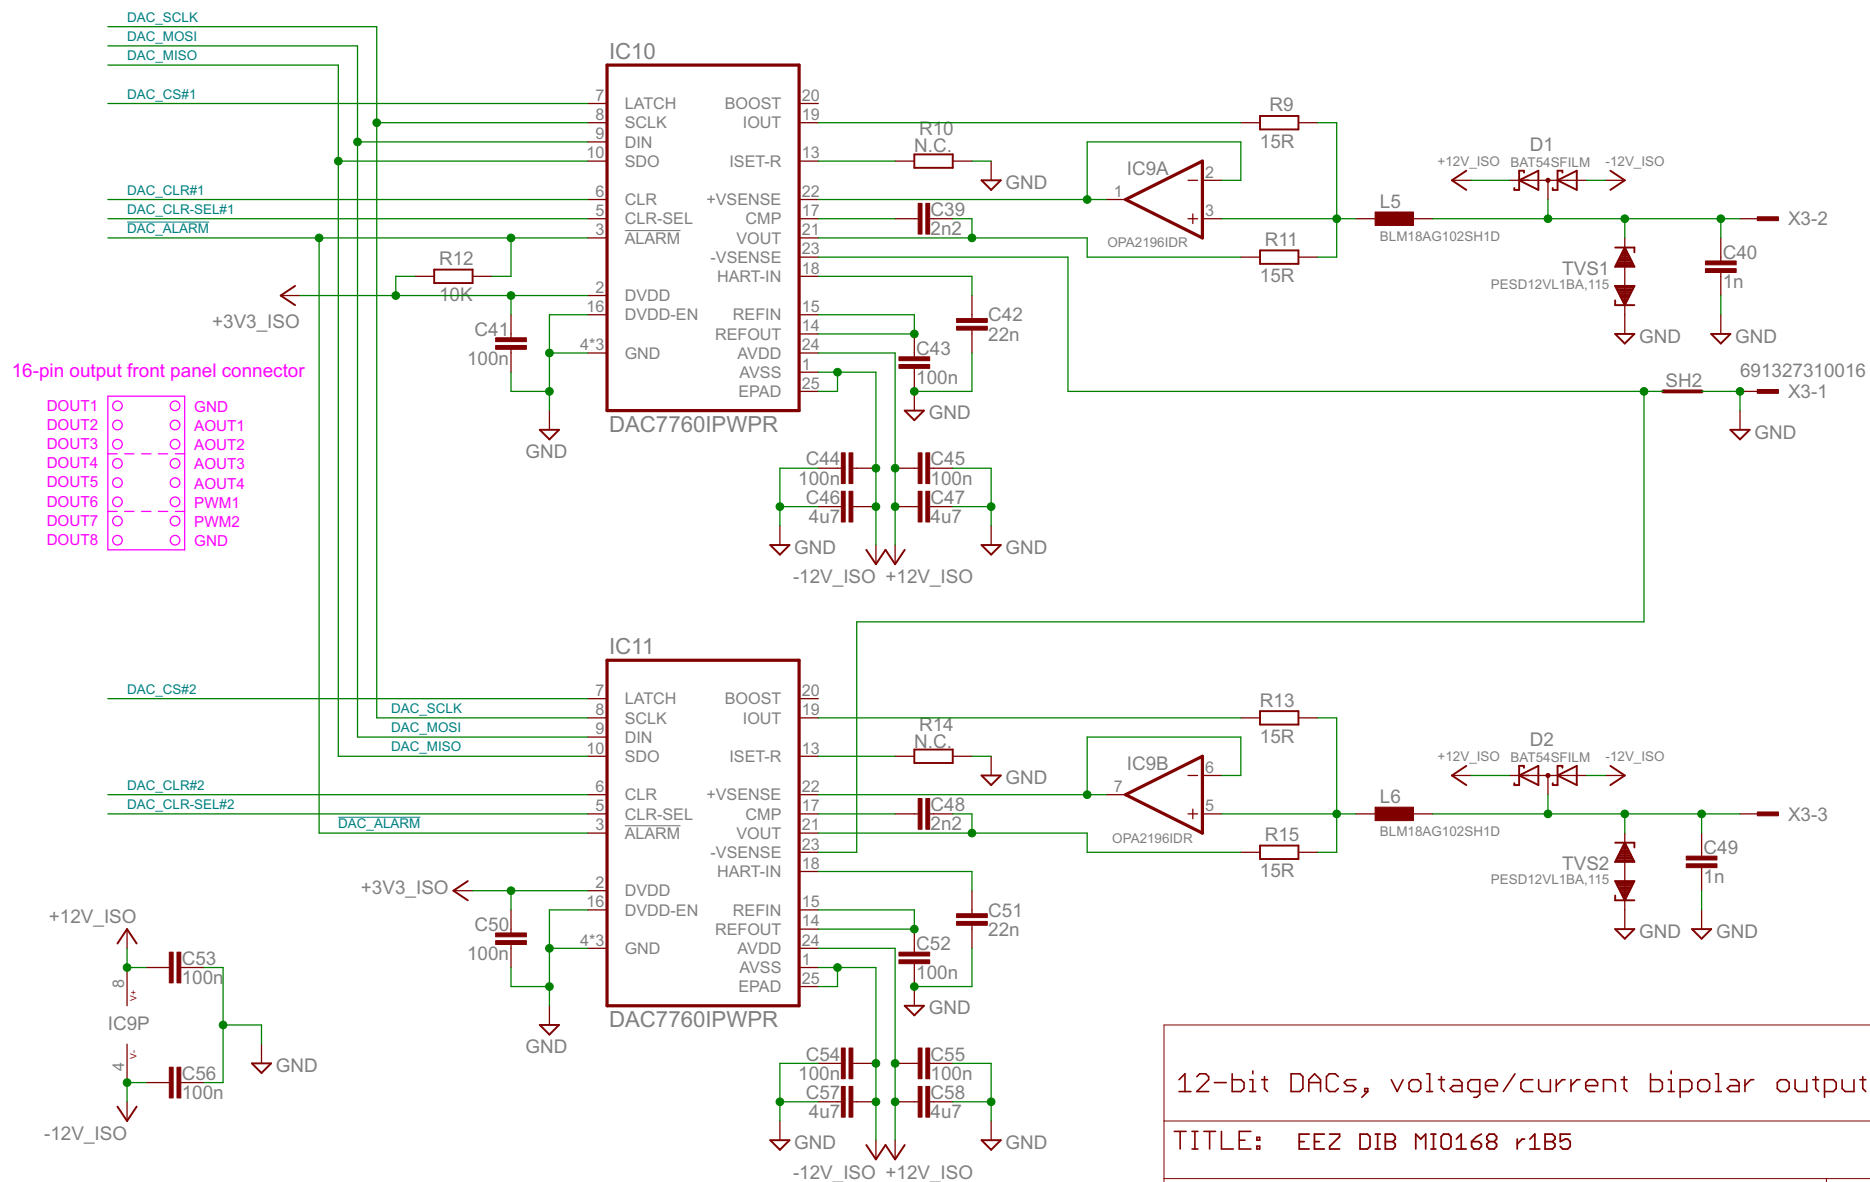 DAC_SCLK
DAC_MOSI
DAC_MISO
DAC_CS#1
DAC_CLR#1
DAC_CLR-SEL#1
DAC_ALARM
IC10
7 LATCH BOOST 20
8 SCLK IOUT 19
9 DIN
10 SDO ISET-R 13
6 CLR +VSENSE 22
5 CLR-SEL CMP 17
3 ALARM VOUT 21
-VSENSE 23
HART-IN 18
2 DVDD
16 DVDD-EN REFIN 15
REFOUT 14
4*3 GND AVDD 24
AVSS 1
EPAD 25
DAC7760IPWPR
R12
10K
+3V3_ISO
C41
100n
GND
R10
N.C.
GND
C39
2n2
IC9A
1 2 3
- +
OPA2196IDR
R9
15R
R11
15R
L5
BLM18AG102SH1D
D1
+12V_ISO BAT54SFILM -12V_ISO
X3-2
TVS1
PESD12VL1BA,115
C40
1n
GND GND
C42
22n
C43
100n
GND
691327310016
SH2
X3-1
GND
C44 C45
100n 100n
C46 C47
4u7 4u7
GND GND
-12V_ISO +12V_ISO
16-pin output front panel connector
DOUT1 GND
DOUT2 AOUT1
DOUT3 AOUT2
DOUT4 AOUT3
DOUT5 AOUT4
DOUT6 PWM1
DOUT7 PWM2
DOUT8 GND
IC11
DAC_CS#2
DAC_SCLK
DAC_MOSI
DAC_MISO
DAC_CLR#2
DAC_CLR-SEL#2
DAC_ALARM
7 LATCH BOOST 20
8 SCLK IOUT 19
9 DIN
10 SDO ISET-R 13
6 CLR +VSENSE 22
5 CLR-SEL CMP 17
3 ALARM VOUT 21
-VSENSE 23
HART-IN 18
2 DVDD
16 DVDD-EN REFIN 15
REFOUT 14
4*3 GND AVDD 24
AVSS 1
EPAD 25
DAC7760IPWPR
+3V3_ISO
C50
100n
GND
R14
N.C.
GND
C48
2n2
IC9B
7 6 5
- +
OPA2196IDR
R13
15R
R15
15R
L6
BLM18AG102SH1D
D2
+12V_ISO BAT54SFILM -12V_ISO
X3-3
TVS2
PESD12VL1BA,115
C49
1n
GND GND
C51
22n
C52
100n
GND
C54 C55
100n 100n
C57 C58
4u7 4u7
GND GND
-12V_ISO +12V_ISO
+12V_ISO
C53
100n
8 V+
IC9P
4 V-
C56
100n
GND
-12V_ISO
12-bit DACs, voltage/current bipolar output
TITLE: EEZ DIB MIO168 r1B5